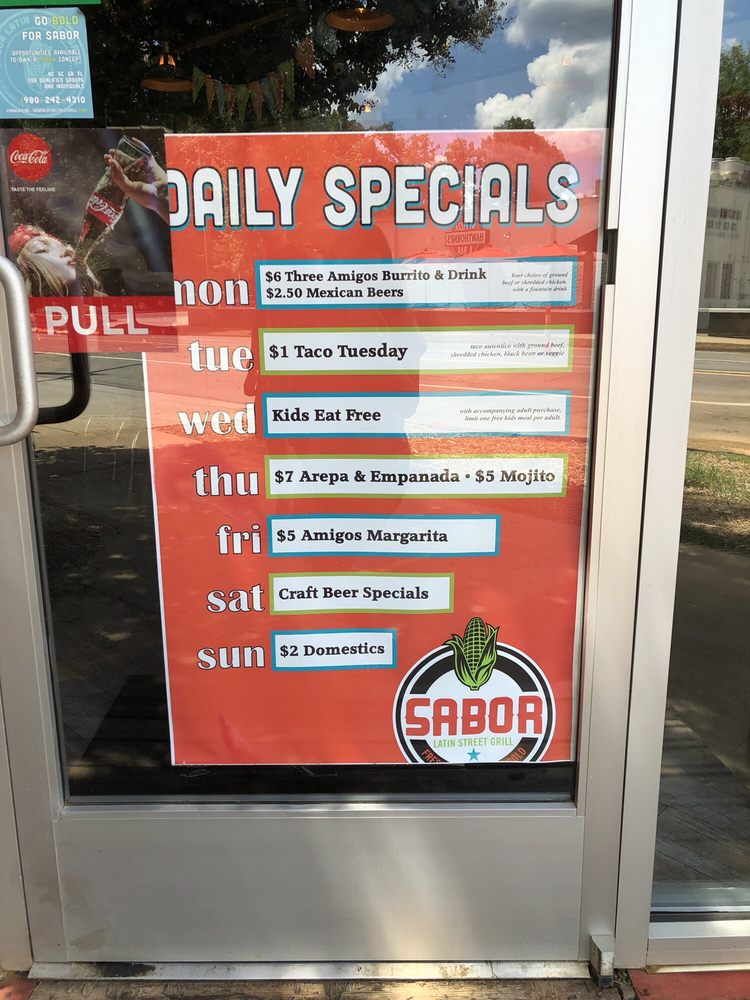 GO BOLD
FOR SABOR
OPPORTUNITIES AVAILABLE
TO OWN A CONCEPT
NC SC GA FL
FOR QUALIFIED GROUPS
AND INDIVIDUALS
980-242-4310
Coca-Cola
TASTE THE FEELING
Coca-Cola
PULL
DAILY SPECIALS
mon
$6 Three Amigos Burrito & Drink
$2.50 Mexican Beers
Your choice of ground
beef or shredded chicken,
with a fountain drink
tue
$1 Taco Tuesday
taco autentico with ground beef,
shredded chicken, black bean or veggie
wed
Kids Eat Free
with accompanying adult purchase,
limit one free kids meal per adult.
thu
$7 Arepa & Empanada • $5 Mojito
fri
$5 Amigos Margarita
sat
Craft Beer Specials
sun
$2 Domestics
SABOR
LATIN STREET GRILL